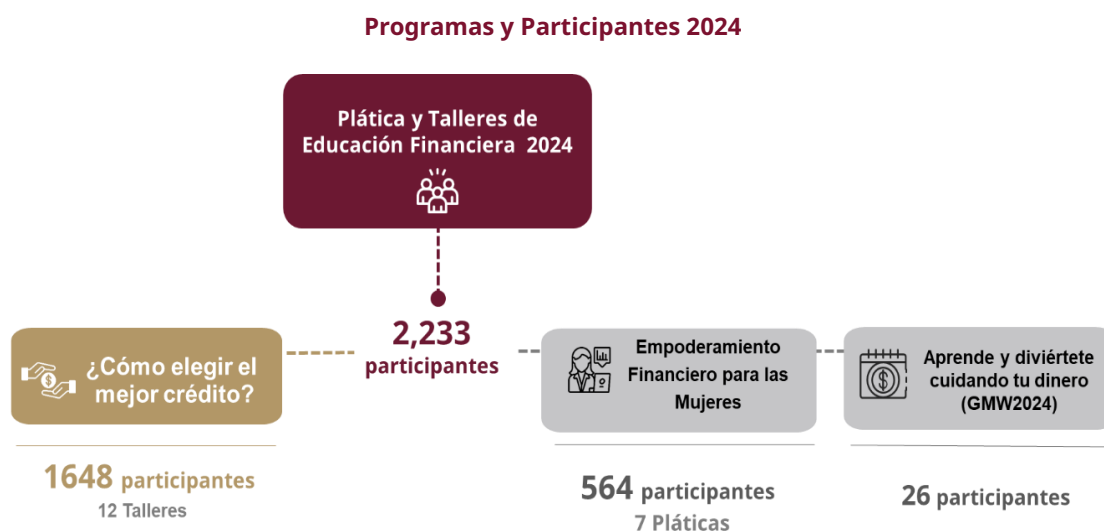 Programas y Participantes 2024
Plática y Talleres de
Educación Financiera 2024
2,233
participantes
¿Cómo elegir el
mejor crédito?
1648 participantes
12 Talleres
Empoderamiento
Financiero para las
Mujeres
564 participantes
7 Pláticas
Aprende y diviértete
cuidando tu dinero
(GMW2024)
26 participantes